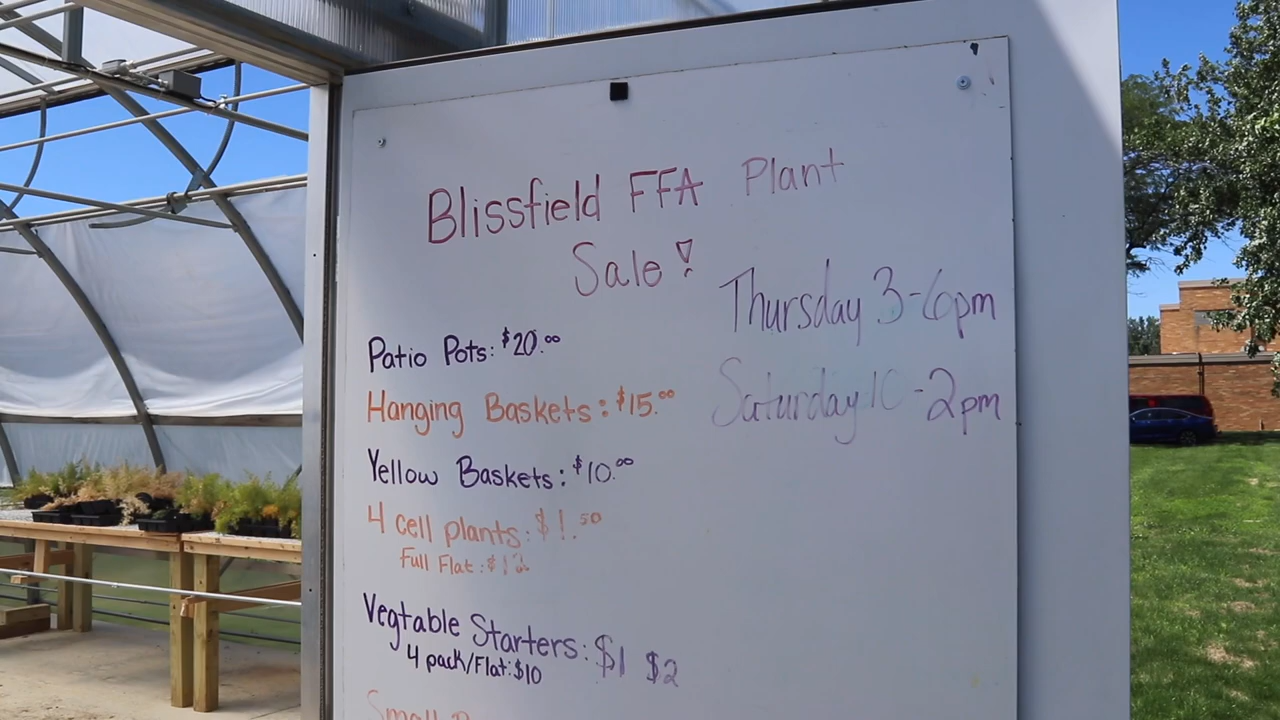 Blissfield FFA Plant
Sale!
Thursday 3-6pm
Saturday 10-2pm
Patio Pots: $20.00
Hanging Baskets: $15.00
Yellow Baskets: $10.00
4 cell plants: $1.50
Full Flat: $12
Vegtable Starters: $1 $2
4 pack/Flat: $10
Small